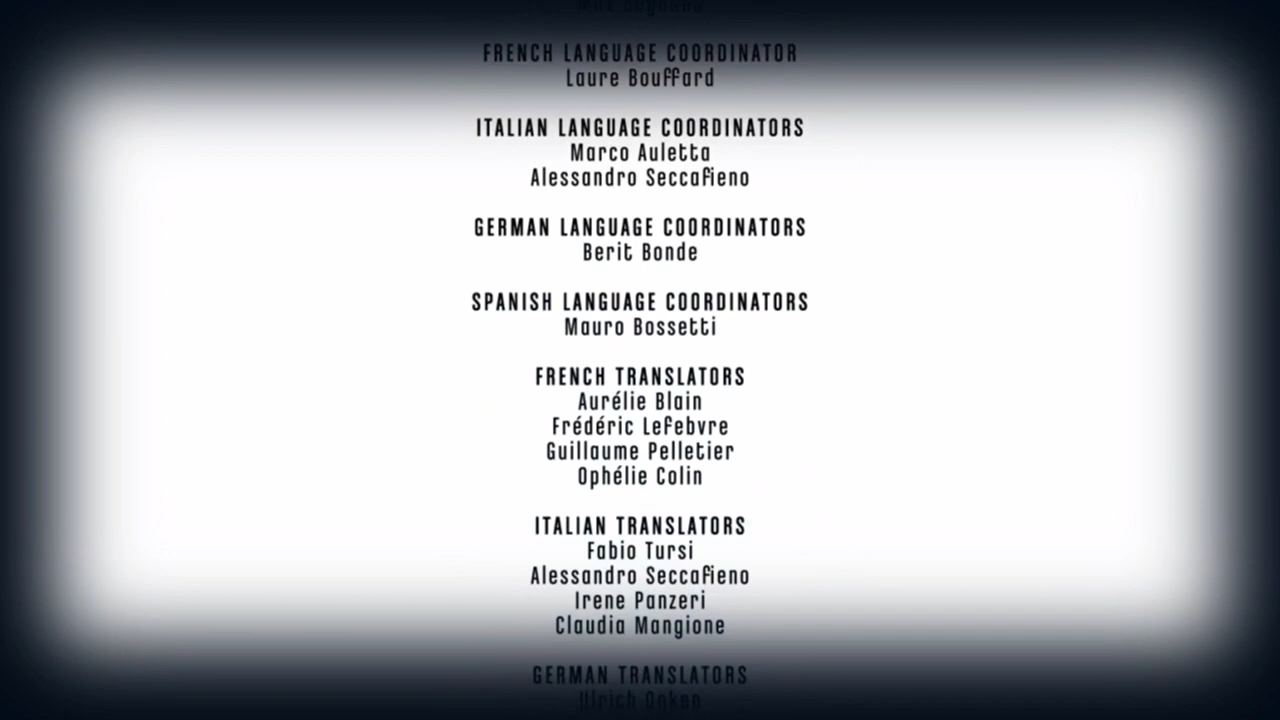 FRENCH LANGUAGE COORDINATOR
Laure Bouffard
ITALIAN LANGUAGE COORDINATORS
Marco Auletta
Alessandro Seccafieno
GERMAN LANGUAGE COORDINATORS
Berit Bonde
SPANISH LANGUAGE COORDINATORS
Mauro Bossetti
FRENCH TRANSLATORS
Aurélie Blain
Frédéric Lefebvre
Guillaume Pelletier
Ophélie Colin
ITALIAN TRANSLATORS
Fabio Tursi
Alessandro Seccafieno
Irene Panzeri
Claudia Mangione
GERMAN TRANSLATORS
Ulrich